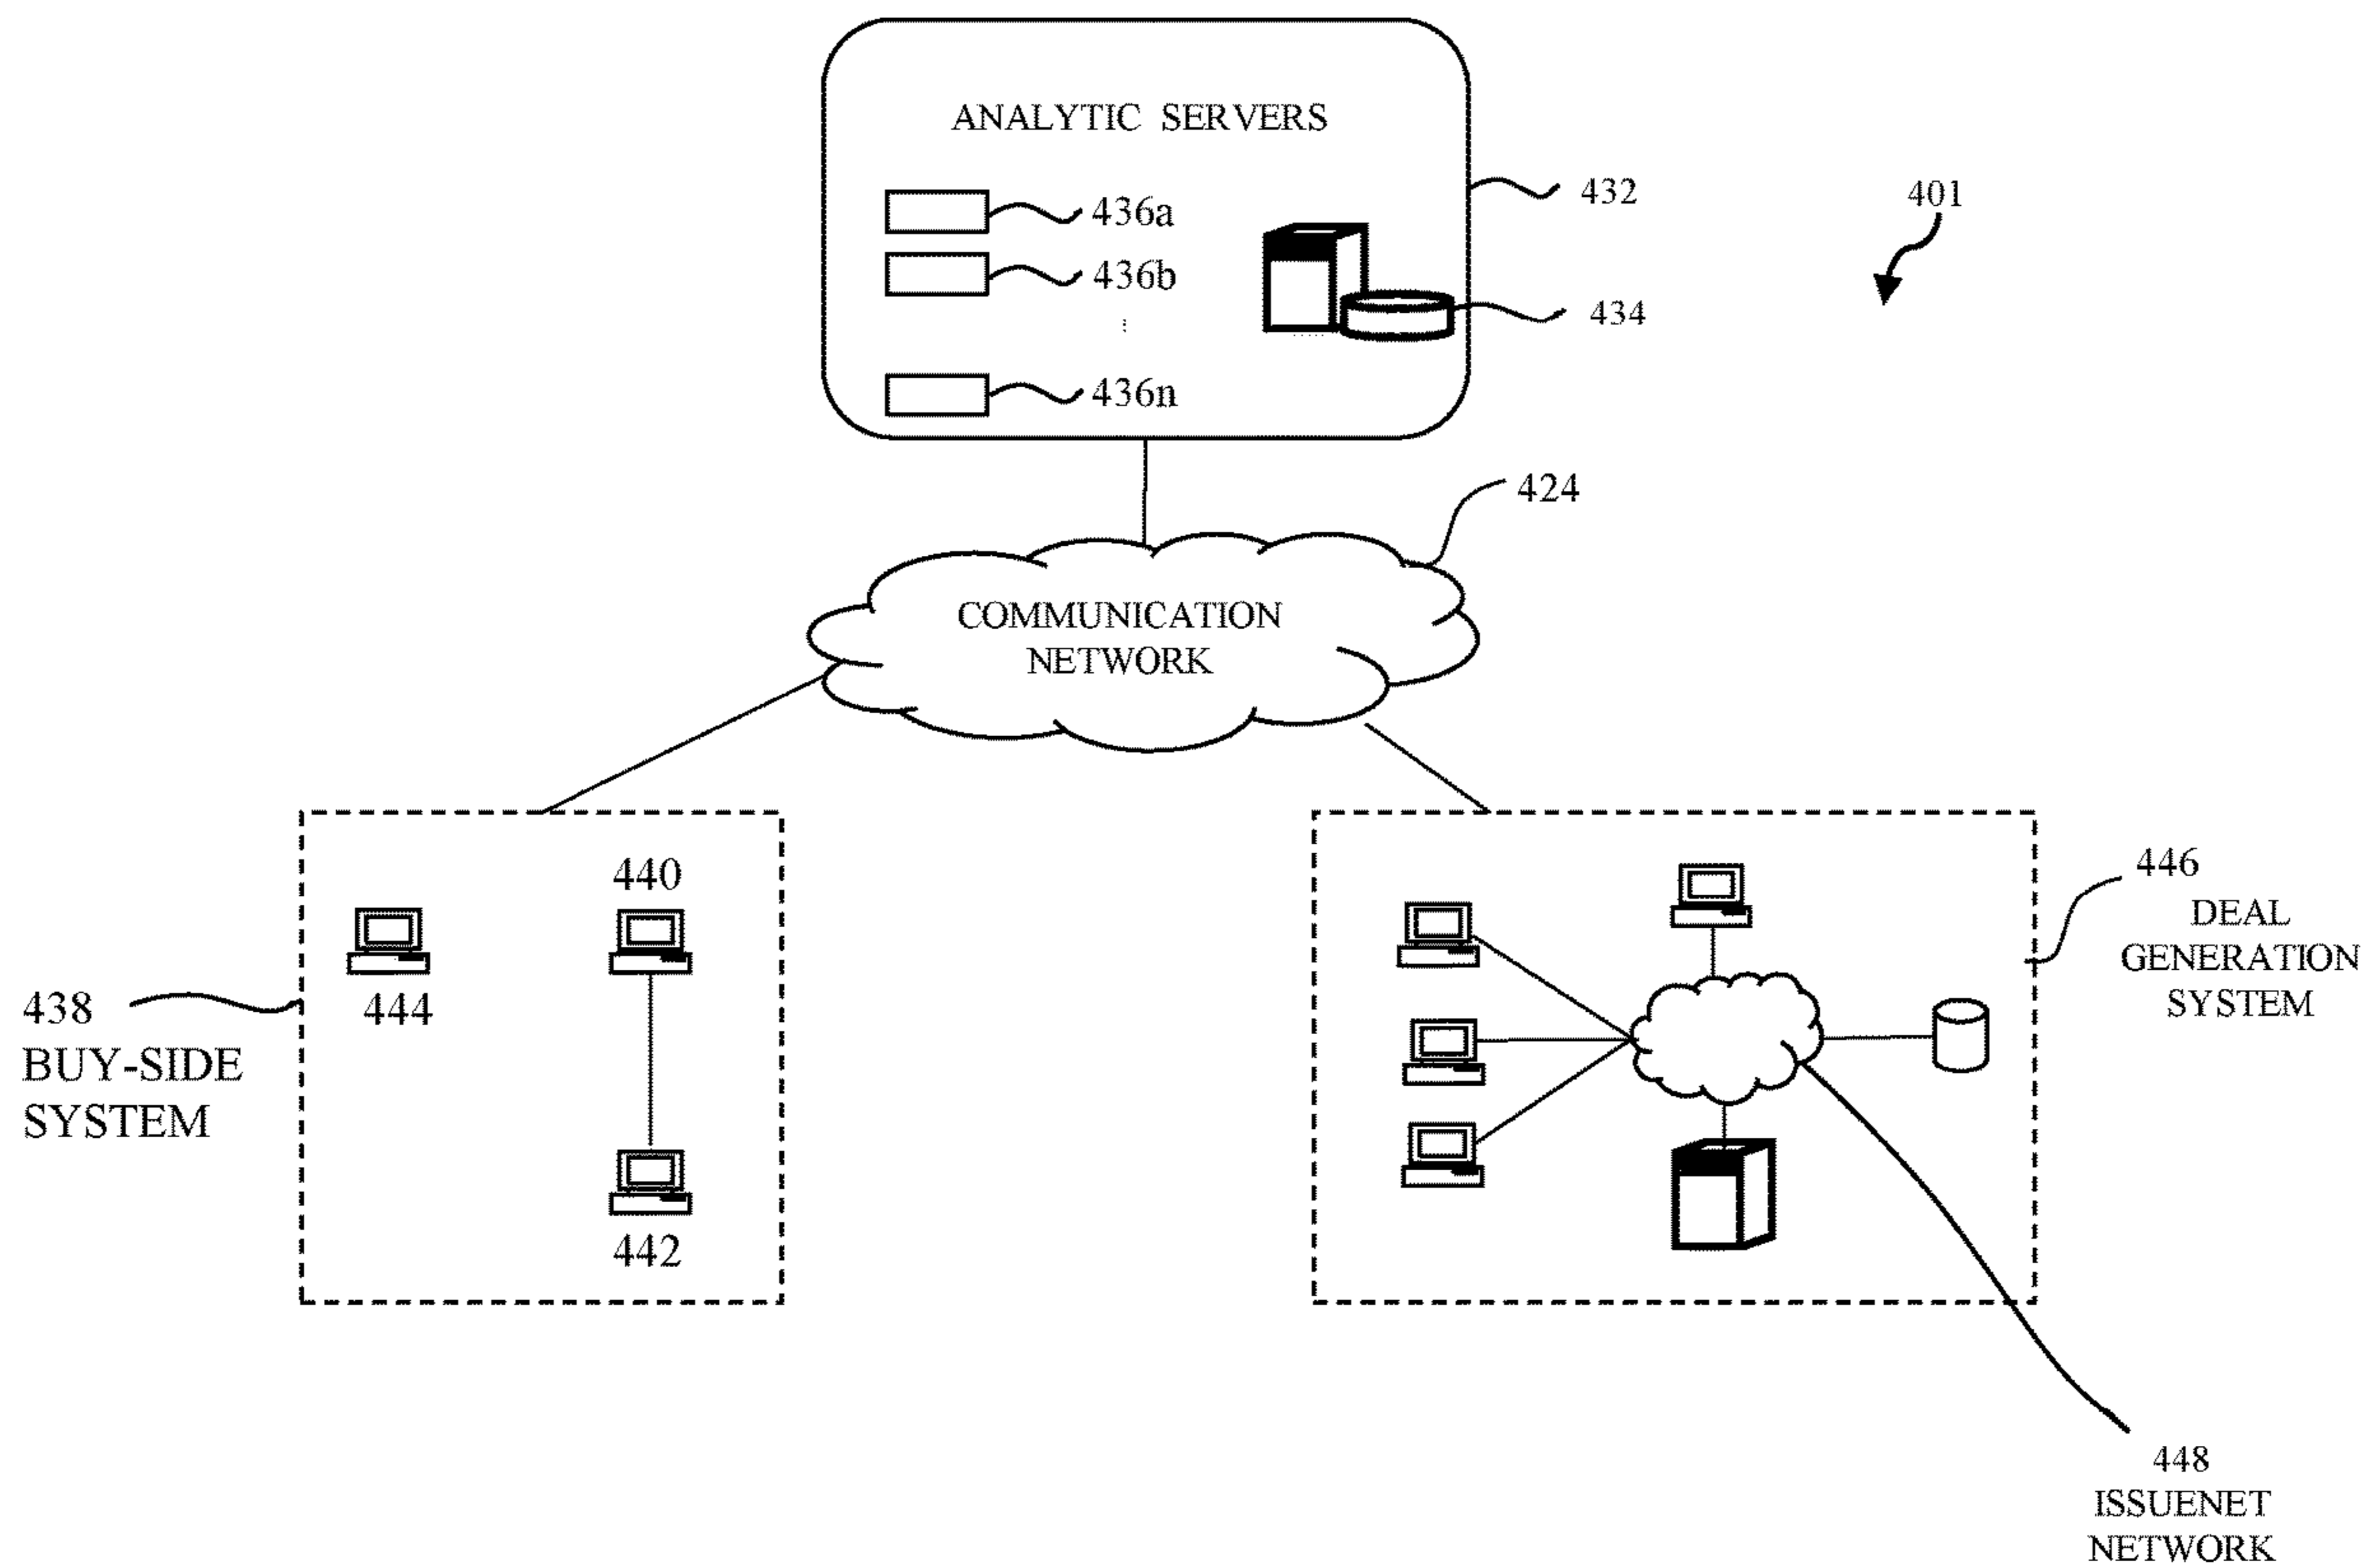 ANALYTIC SERVERS
432
401
436a
436b
434
436n
424
COMMUNICATION
NETWORK
440
444
442
438
BUY-SIDE
SYSTEM
446
DEAL
GENERATION
SYSTEM
448
ISSUENET
NETWORK